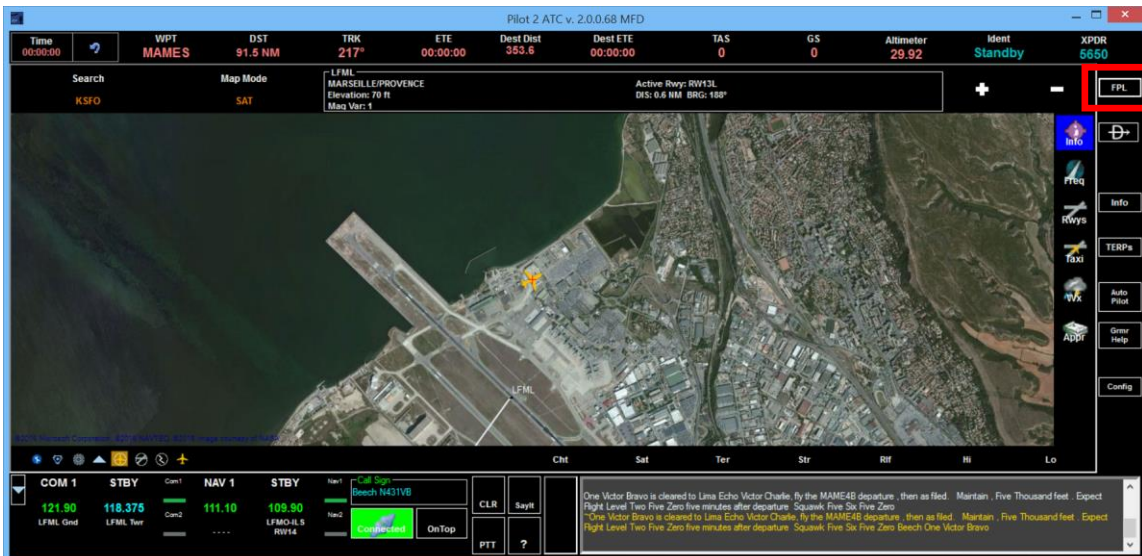 Pilot 2 ATC v. 2.0.0.68 MFD
Time WPT DST TRK ETE Dest Dist Dest ETE TAS GS Altimeter Ident XPDR
00:00:00 MAMES 91.5 NM 217° 00:00:00 353.6 00:00:00 0 0 29.92 Standby 5650
Search Map Mode
KSFO SAT
LFML
MARSEILLE/PROVENCE Active Rwy: RW13L
Elevation: 70 ft DIS: 0.6 NM BRG: 188°
Mag Var: 1
+ -
FPL
Info
Freq
Rwys
Taxi
Wx
Appr
D
Info
TERPs
Auto
Pilot
Grmr
Help
Config
LFML
Cht Sat Ter Str Rlf Hi Lo
COM 1 STBY Com1 NAV 1 STBY Nav1
121.90 118.375 Com2 111.10 109.90 Nav2
LFML Gnd LFML Twr ---- LFMO-ILS
RW14
Call Sign
Beech N431VB
Connected OnTop
CLR SayIt
PTT ?
One Victor Bravo is cleared to Lima Echo Victor Charlie, fly the MAME4B departure , then as filed. Maintain , Five Thousand feet . Expect
Flight Level Two Five Zero five minutes after departure Squawk Five Six Five Zero
"One Victor Bravo is cleared to Lima Echo Victor Charlie, fly the MAME4B departure , then as filed. Maintain , Five Thousand feet . Expect
Flight Level Two Five Zero five minutes after departure Squawk Five Six Five Zero Beech One Victor Bravo